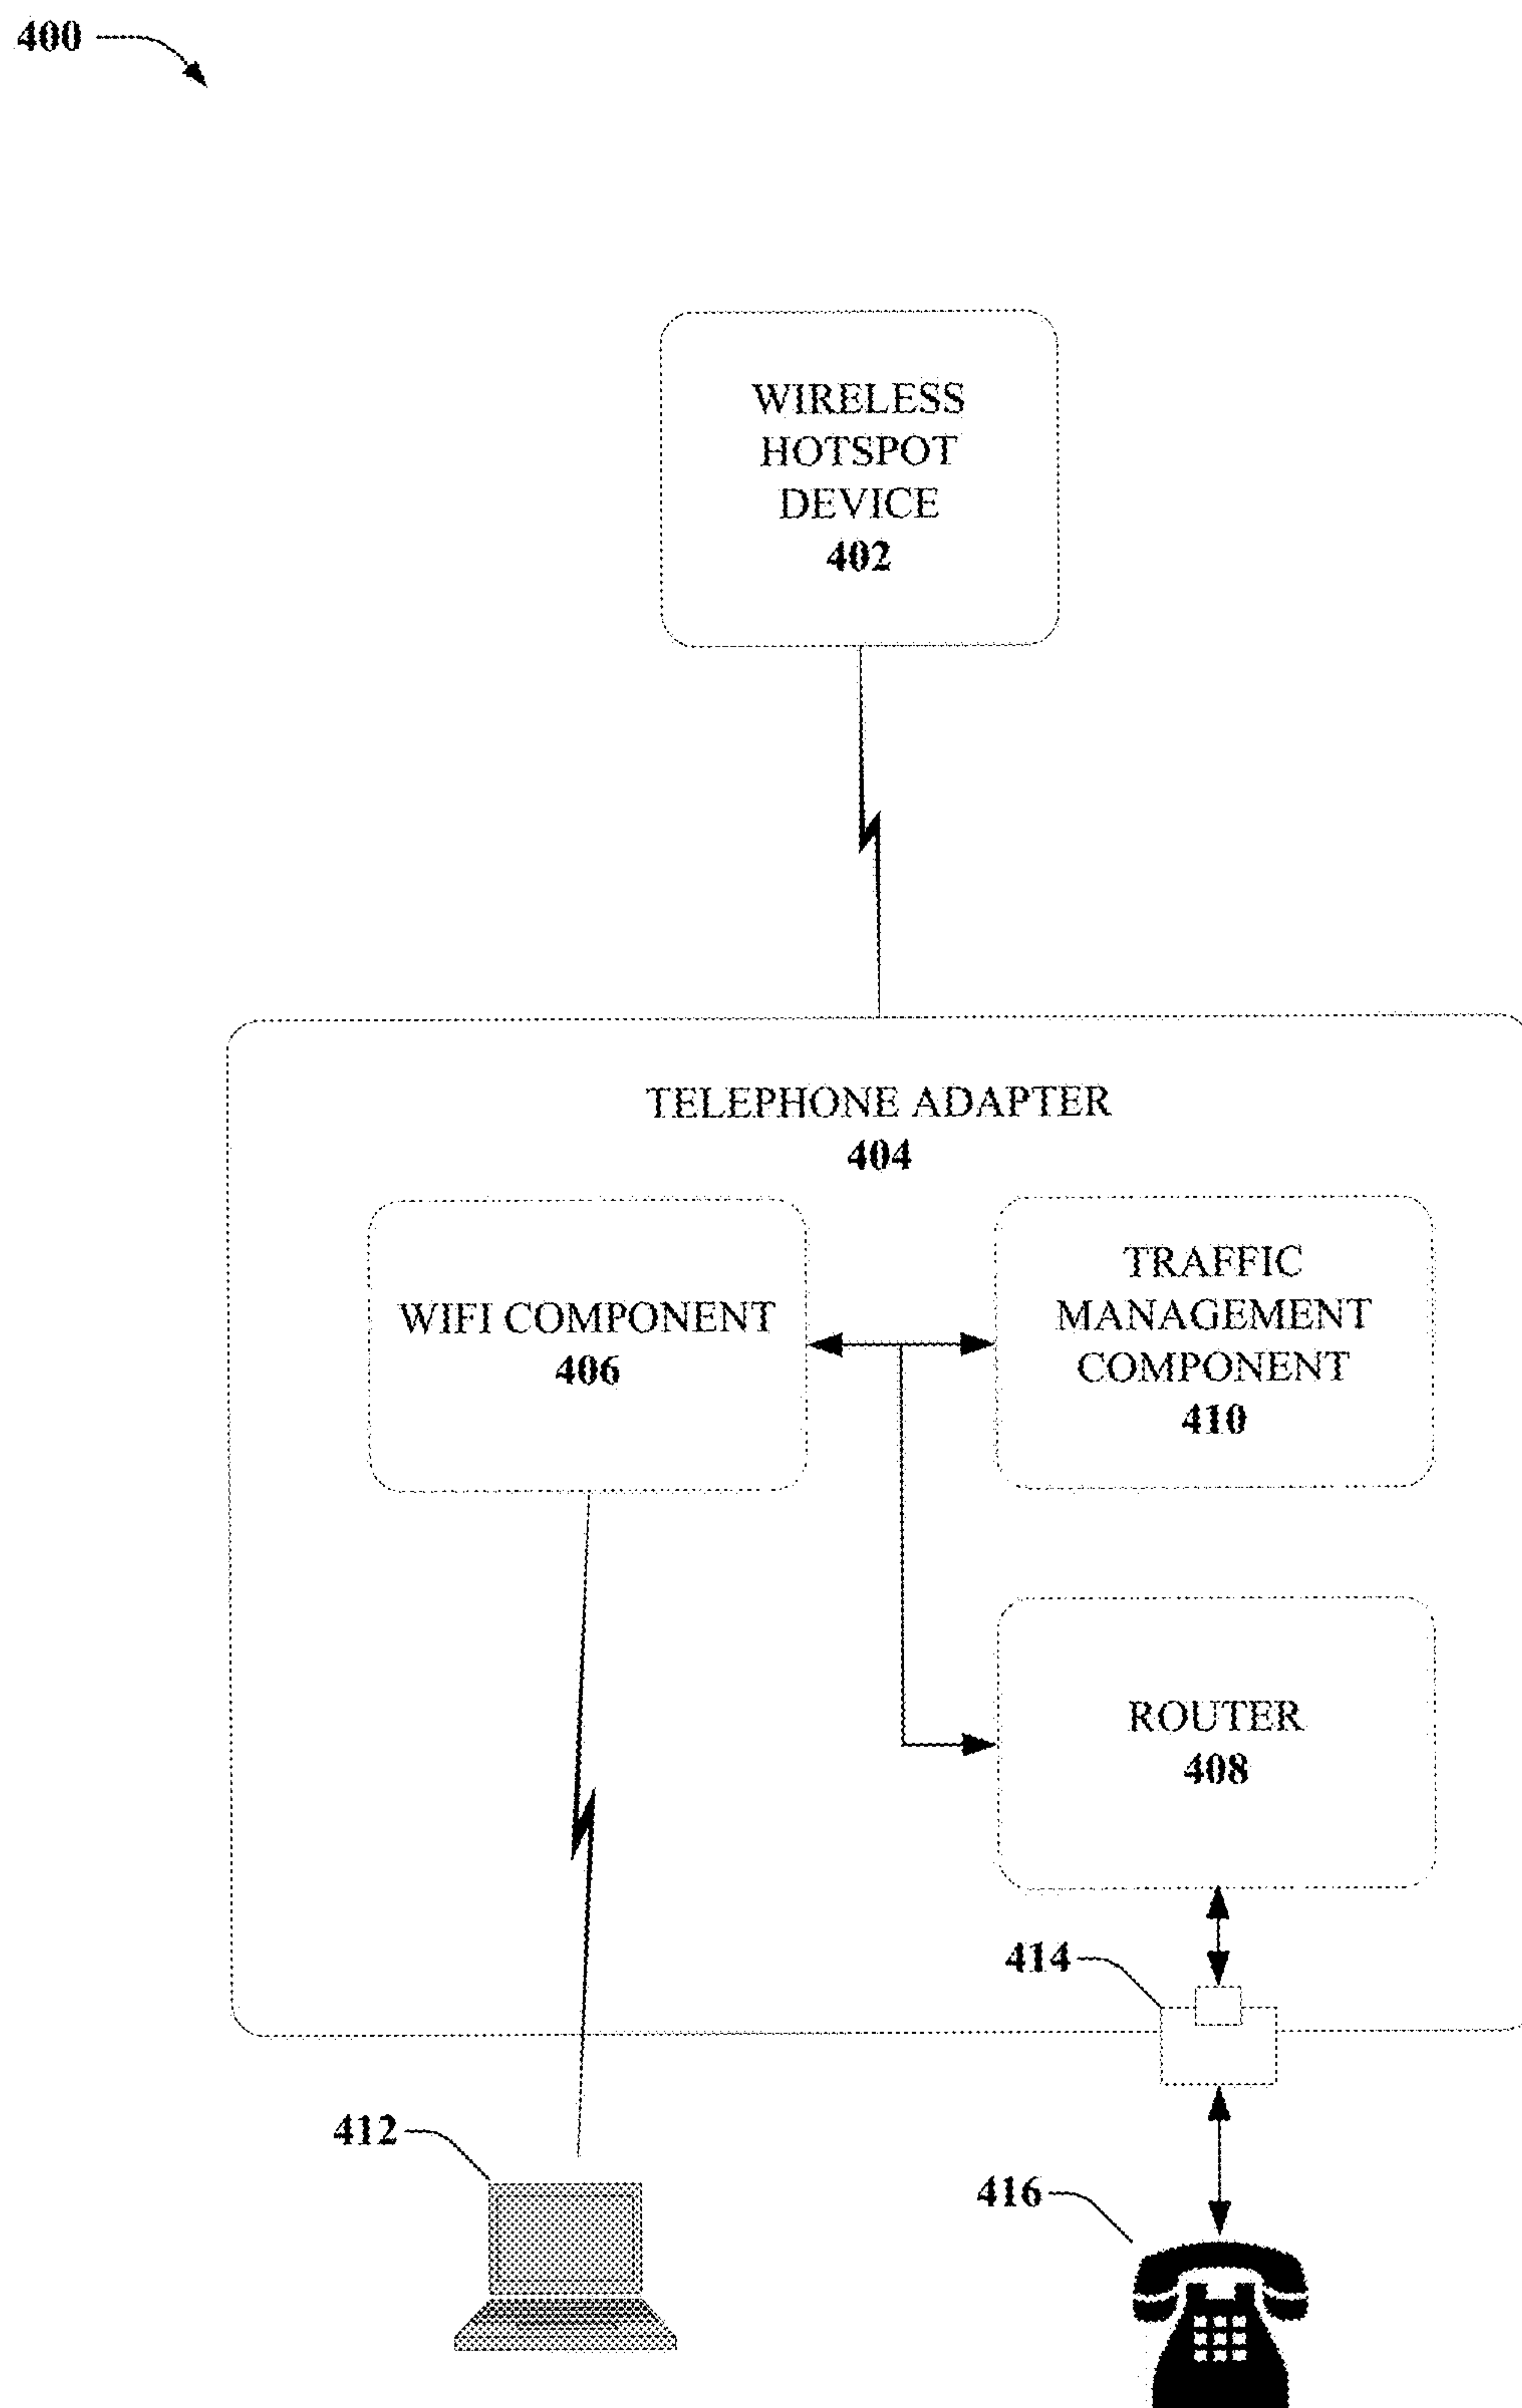 400
WIRELESS
HOTSPOT
DEVICE
402
TELEPHONE ADAPTER
404
WIFI COMPONENT
406
TRAFFIC
MANAGEMENT
COMPONENT
410
ROUTER
408
414
412
416